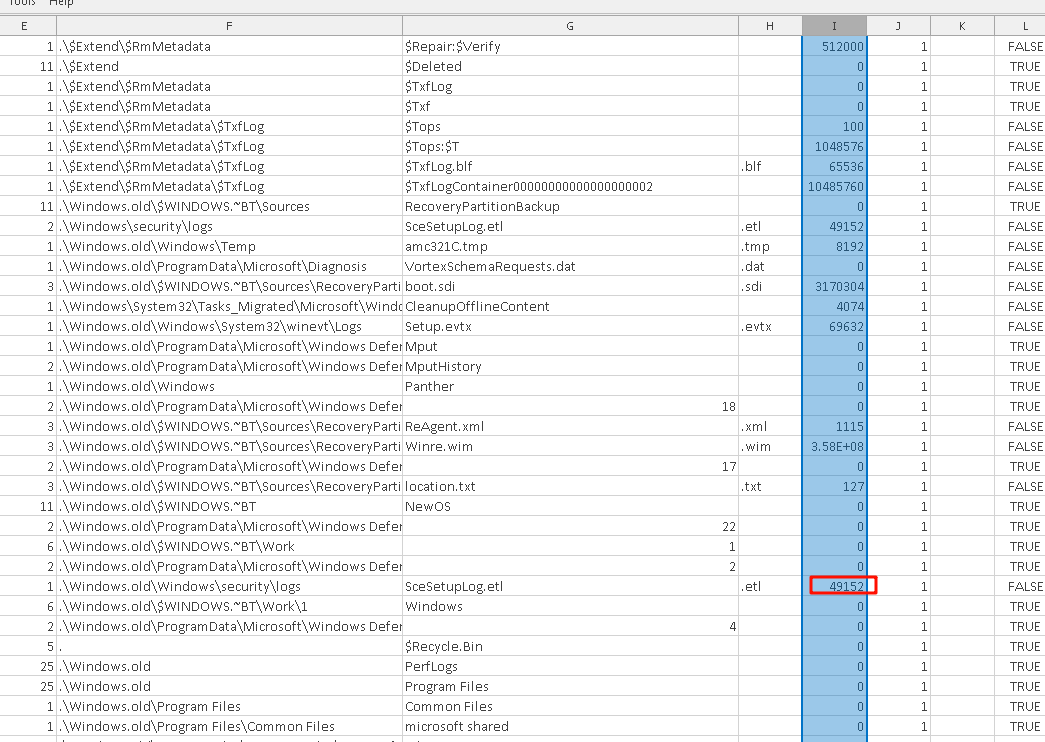 Tools Help
E F G H I J K L
1 .\$Extend\$RmMetadata $Repair:$Verify 512000 1 FALSE
11 .\$Extend $Deleted 0 1 TRUE
1 .\$Extend\$RmMetadata $TxfLog 0 1 TRUE
1 .\$Extend\$RmMetadata $Txf 0 1 TRUE
1 .\$Extend\$RmMetadata\$TxfLog $Tops 100 1 FALSE
1 .\$Extend\$RmMetadata\$TxfLog $Tops:$T 1048576 1 FALSE
1 .\$Extend\$RmMetadata\$TxfLog $TxfLog.blf .blf 65536 1 FALSE
1 .\$Extend\$RmMetadata\$TxfLog $TxfLogContainer00000000000000000002 10485760 1 FALSE
11 .\Windows.old\$WINDOWS.~BT\Sources RecoveryPartitionBackup 0 1 TRUE
2 .\Windows\security\logs SceSetupLog.etl .etl 49152 1 FALSE
1 .\Windows.old\Windows\Temp amc321C.tmp .tmp 8192 1 FALSE
1 .\Windows.old\ProgramData\Microsoft\Diagnosis VortexSchemaRequests.dat .dat 0 1 FALSE
3 .\Windows.old\$WINDOWS.~BT\Sources\RecoveryParti boot.sdi .sdi 3170304 1 FALSE
1 .\Windows\System32\Tasks_Migrated\Microsoft\Windo CleanupOfflineContent 4074 1 FALSE
1 .\Windows.old\Windows\System32\winevt\Logs Setup.evtx .evtx 69632 1 FALSE
1 .\Windows.old\ProgramData\Microsoft\Windows Defer Mput 0 1 TRUE
2 .\Windows.old\ProgramData\Microsoft\Windows Defer MputHistory 0 1 TRUE
1 .\Windows.old\Windows Panther 0 1 TRUE
2 .\Windows.old\ProgramData\Microsoft\Windows Defer 18 0 1 TRUE
3 .\Windows.old\$WINDOWS.~BT\Sources\RecoveryParti ReAgent.xml .xml 1115 1 FALSE
3 .\Windows.old\$WINDOWS.~BT\Sources\RecoveryParti Winre.wim .wim 3.58E+08 1 FALSE
2 .\Windows.old\ProgramData\Microsoft\Windows Defer 17 0 1 TRUE
3 .\Windows.old\$WINDOWS.~BT\Sources\RecoveryParti location.txt .txt 127 1 FALSE
11 .\Windows.old\$WINDOWS.~BT NewOS 0 1 TRUE
2 .\Windows.old\ProgramData\Microsoft\Windows Defer 22 0 1 TRUE
6 .\Windows.old\$WINDOWS.~BT\Work 1 0 1 TRUE
2 .\Windows.old\ProgramData\Microsoft\Windows Defer 2 0 1 TRUE
1 .\Windows.old\Windows\security\logs SceSetupLog.etl .etl 49152 1 FALSE
6 .\Windows.old\$WINDOWS.~BT\Work\1 Windows 0 1 TRUE
2 .\Windows.old\ProgramData\Microsoft\Windows Defer 4 0 1 TRUE
5 . $Recycle.Bin 0 1 TRUE
25 .\Windows.old PerfLogs 0 1 TRUE
25 .\Windows.old Program Files 0 1 TRUE
1 .\Windows.old\Program Files Common Files 0 1 TRUE
1 .\Windows.old\Program Files\Common Files microsoft shared 0 1 TRUE